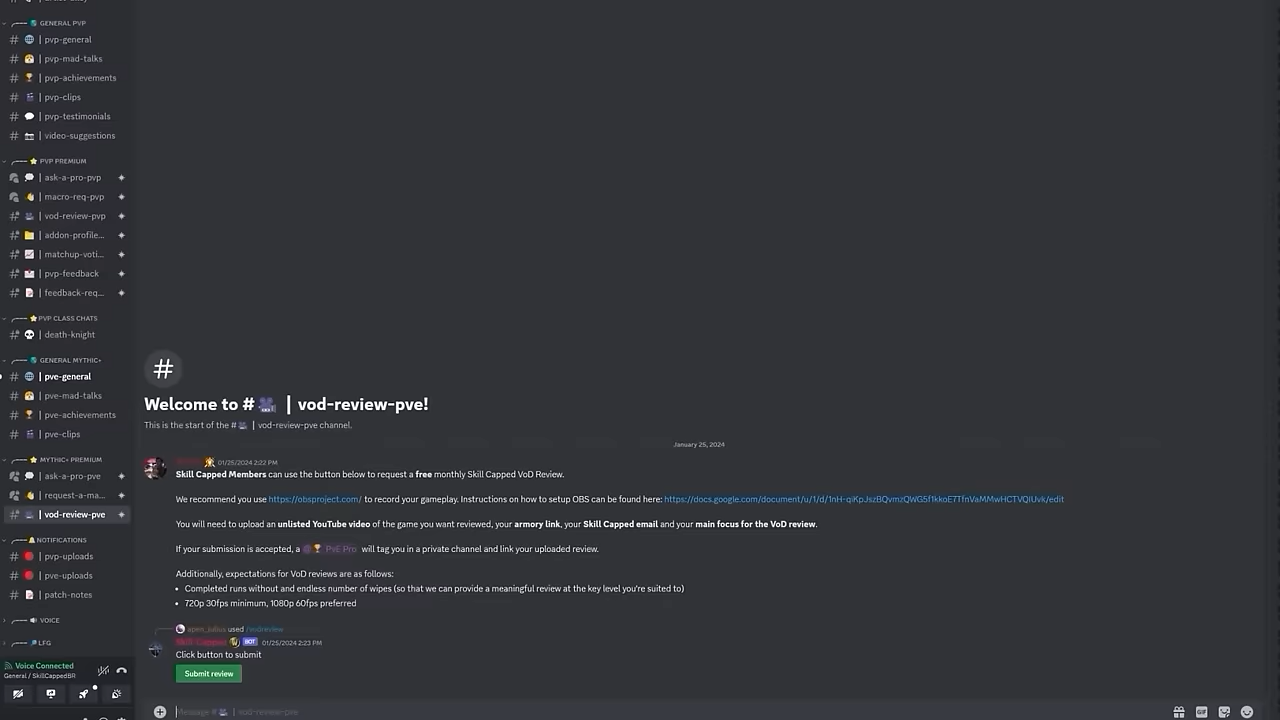 GENERAL PVP
pvp-general
pvp-mad-talks
pvp-achievements
pvp-clips
pvp-testimonials
video-suggestions
PVP PREMIUM
ask-a-pro-pvp
macro-req-pvp
vod-review-pvp
addon-profile...
matchup-voti...
pvp-feedback
feedback-req...
PVP CLASS CHATS
death-knight
GENERAL MYTHIC+
pve-general
pve-mad-talks
pve-achievements
pve-clips
MYTHIC+ PREMIUM
ask-a-pro-pve
request-a-ma...
vod-review-pve
NOTIFICATIONS
pvp-uploads
pve-uploads
patch-notes
VOICE
LFG
Voice Connected
General / SkillCappedBR
Welcome to # | vod-review-pve!
This is the start of the # | vod-review-pve channel.
January 25, 2024
01/25/2024 2:22 PM
Skill Capped Members can use the button below to request a free monthly Skill Capped VoD Review.
We recommend you use https://obsproject.com/ to record your gameplay. Instructions on how to setup OBS can be found here: https://docs.google.com/document/u/1/d/1nH-qiKpJszBQvmzQWG5f1kkoE7TfnVaMMwHCTVQIUvk/edit
You will need to upload an unlisted YouTube video of the game you want reviewed, your armory link, your Skill Capped email and your main focus for the VoD review.
If your submission is accepted, a PvE Pro will tag you in a private channel and link your uploaded review.
Additionally, expectations for VoD reviews are as follows:
• Completed runs without and endless number of wipes (so that we can provide a meaningful review at the key level you're suited to)
• 720p 30fps minimum, 1080p 60fps preferred
apex_julius used /vodreview
Skill Capped BOT 01/25/2024 2:23 PM
Click button to submit
Submit review
Message # | vod-review-pve
GIF